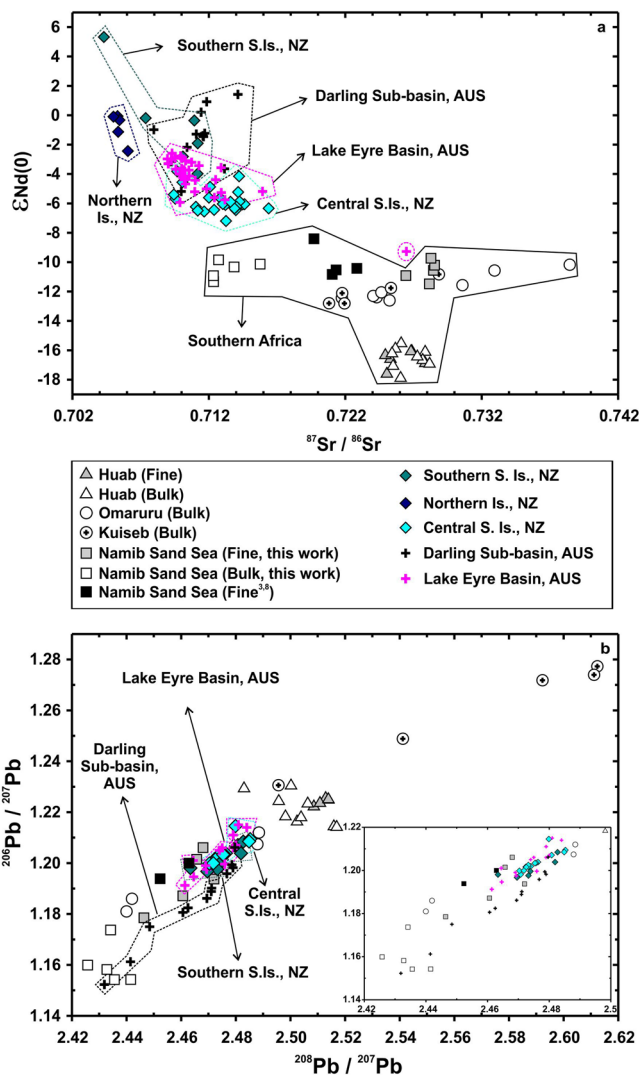 a
6
4
2
0
-2
-4
-6
-8
-10
-12
-14
-16
-18
εNd(0)
Southern S.Is., NZ
Darling Sub-basin, AUS
Lake Eyre Basin, AUS
Northern
Is., NZ
Central S.Is., NZ
Southern Africa
0.702
0.712
0.722
0.732
0.742
87Sr / 86Sr
Huab (Fine)
Huab (Bulk)
Omaruru (Bulk)
Kuiseb (Bulk)
Namib Sand Sea (Fine, this work)
Namib Sand Sea (Bulk, this work)
Namib Sand Sea (Fine3,8)
Southern S. Is., NZ
Northern Is., NZ
Central S. Is., NZ
Darling Sub-basin, AUS
Lake Eyre Basin, AUS
b
1.28
1.26
1.24
1.22
1.20
1.18
1.16
1.14
206Pb / 207Pb
Lake Eyre Basin, AUS
Darling
Sub-basin,
AUS
Central
S.Is., NZ
Southern S.Is., NZ
1.22
1.20
1.18
1.16
1.14
2.42
2.44
2.46
2.48
2.5
2.42
2.44
2.46
2.48
2.50
2.52
2.54
2.56
2.58
2.60
2.62
208Pb / 207Pb